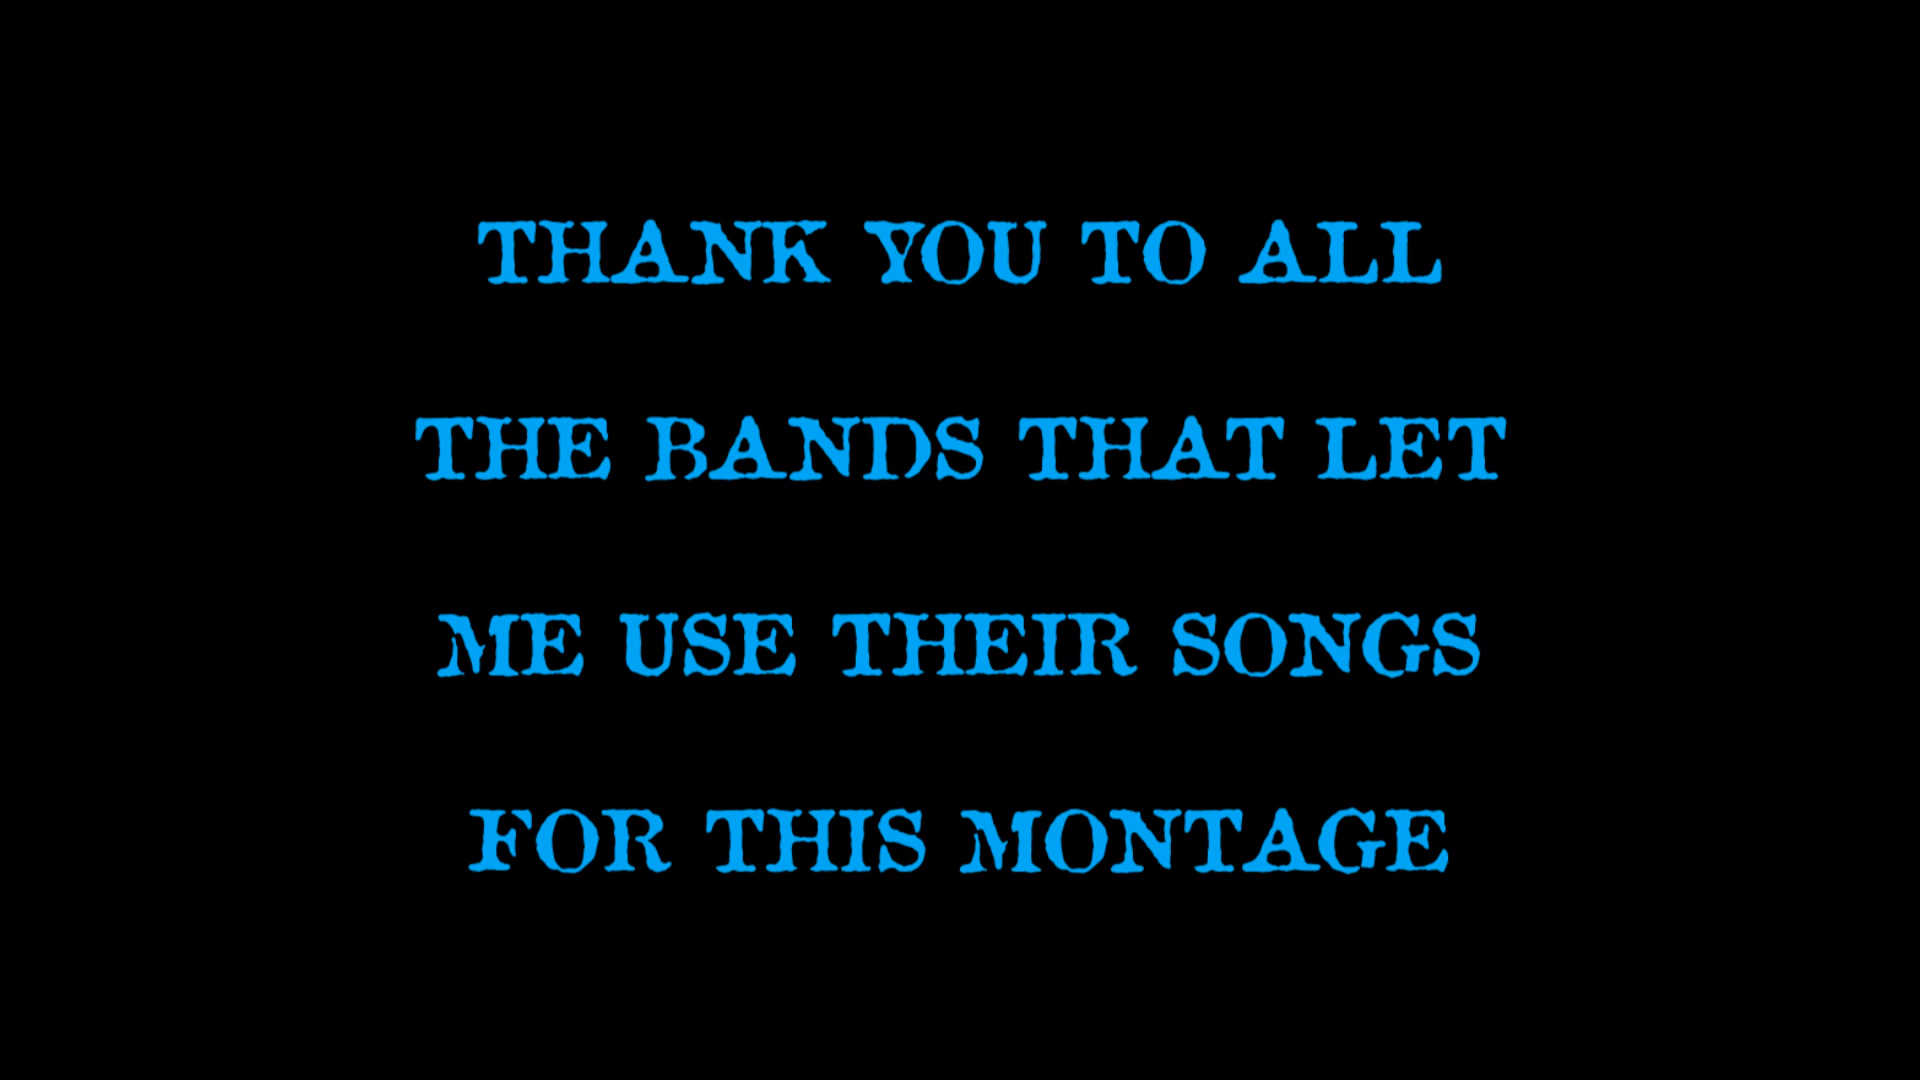 THANK YOU TO ALL
THE BANDS THAT LET
ME USE THEIR SONGS
FOR THIS MONTAGE